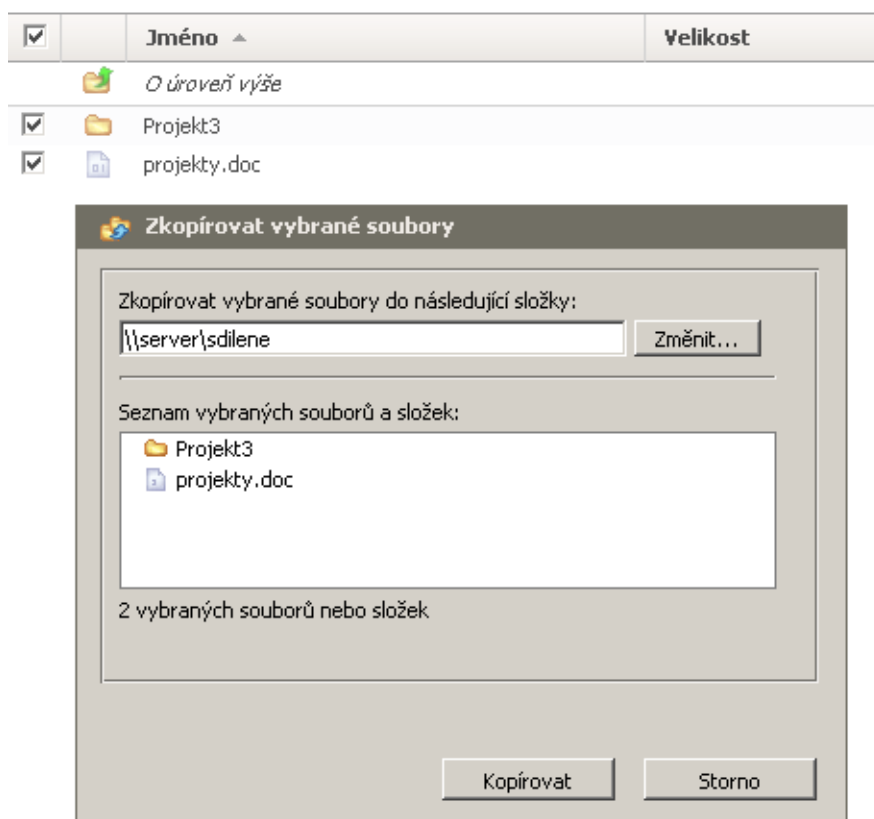 Jméno Velikost
O úroveň výše
Projekt3
projekty.doc
Zkopírovat vybrané soubory
Zkopírovat vybrané soubory do následující složky:
\\server\sdilene Změnit...
Seznam vybraných souborů a složek:
Projekt3
projekty.doc
2 vybraných souborů nebo složek
Kopírovat Storno